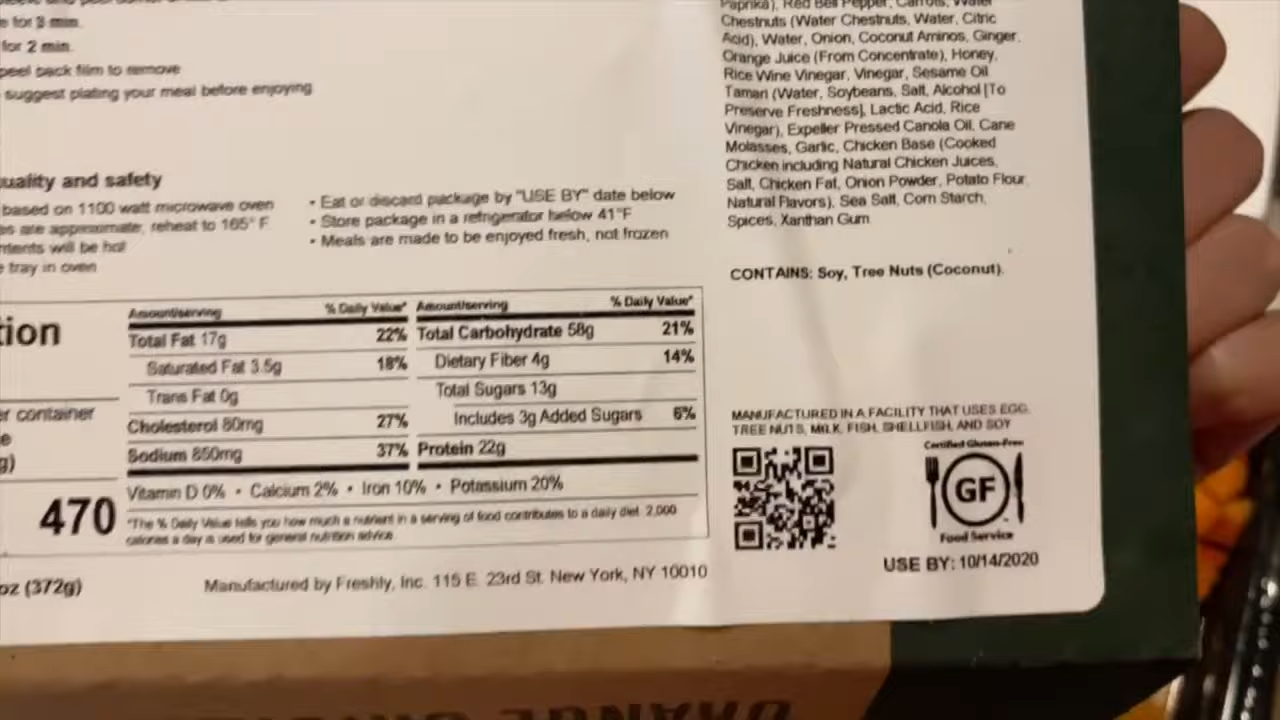 e for 3 min.
for 2 min.
peel pack film to remove
suggest plating your meal before enjoying
uality and safety
based on 1100 watt microwave oven
es are approximate, reheat to 165° F
ntents will be hot
e tray in oven
• Eat or discard package by "USE BY" date below
• Store package in a refrigerator below 41°F
• Meals are made to be enjoyed fresh, not frozen
Paprika), Red Bell Pepper, Carrots, Water
Chestnuts (Water Chestnuts, Water, Citric
Acid), Water, Onion, Coconut Aminos, Ginger,
Orange Juice (From Concentrate), Honey,
Rice Wine Vinegar, Vinegar, Sesame Oil,
Tamari (Water, Soybeans, Salt, Alcohol [To
Preserve Freshness], Lactic Acid, Rice
Vinegar), Expeller Pressed Canola Oil, Cane
Molasses, Garlic, Chicken Base (Cooked
Chicken including Natural Chicken Juices,
Salt, Chicken Fat, Onion Powder, Potato Flour,
Natural Flavors), Sea Salt, Corn Starch,
Spices, Xanthan Gum
CONTAINS: Soy, Tree Nuts (Coconut).
tion
er container
e
g)
470
Amount/serving % Daily Value*
Total Fat 17g 22%
Saturated Fat 3.5g 18%
Trans Fat 0g
Cholesterol 80mg 27%
Sodium 850mg 37%
Amount/serving % Daily Value*
Total Carbohydrate 58g 21%
Dietary Fiber 4g 14%
Total Sugars 13g
Includes 3g Added Sugars 6%
Protein 22g
Vitamin D 0% • Calcium 2% • Iron 10% • Potassium 20%
*The % Daily Value tells you how much a nutrient in a serving of food contributes to a daily diet. 2,000
calories a day is used for general nutrition advice.
MANUFACTURED IN A FACILITY THAT USES EGG,
TREE NUTS, MILK, FISH, SHELLFISH, AND SOY
Certified Gluten-Free
GF
Food Service
USE BY: 10/14/2020
oz (372g)
Manufactured by Freshly, Inc. 115 E. 23rd St. New York, NY 10010